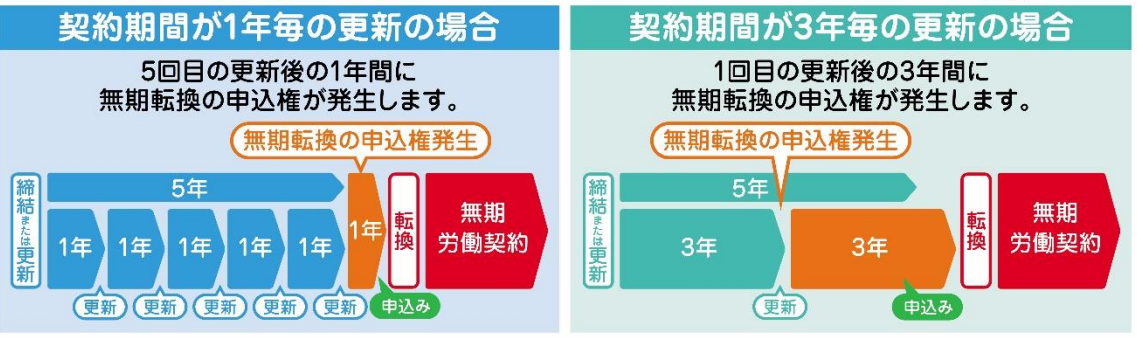 契約期間が1年毎の更新の場合
5回目の更新後の1年間に
無期転換の申込権が発生します。
無期転換の申込権発生
締結または更新
5年
1年
1年
1年
1年
1年
1年
転換
無期
労働契約
更新
更新
更新
更新
更新
申込み
契約期間が3年毎の更新の場合
1回目の更新後の3年間に
無期転換の申込権が発生します。
無期転換の申込権発生
締結または更新
5年
3年
3年
転換
無期
労働契約
更新
申込み